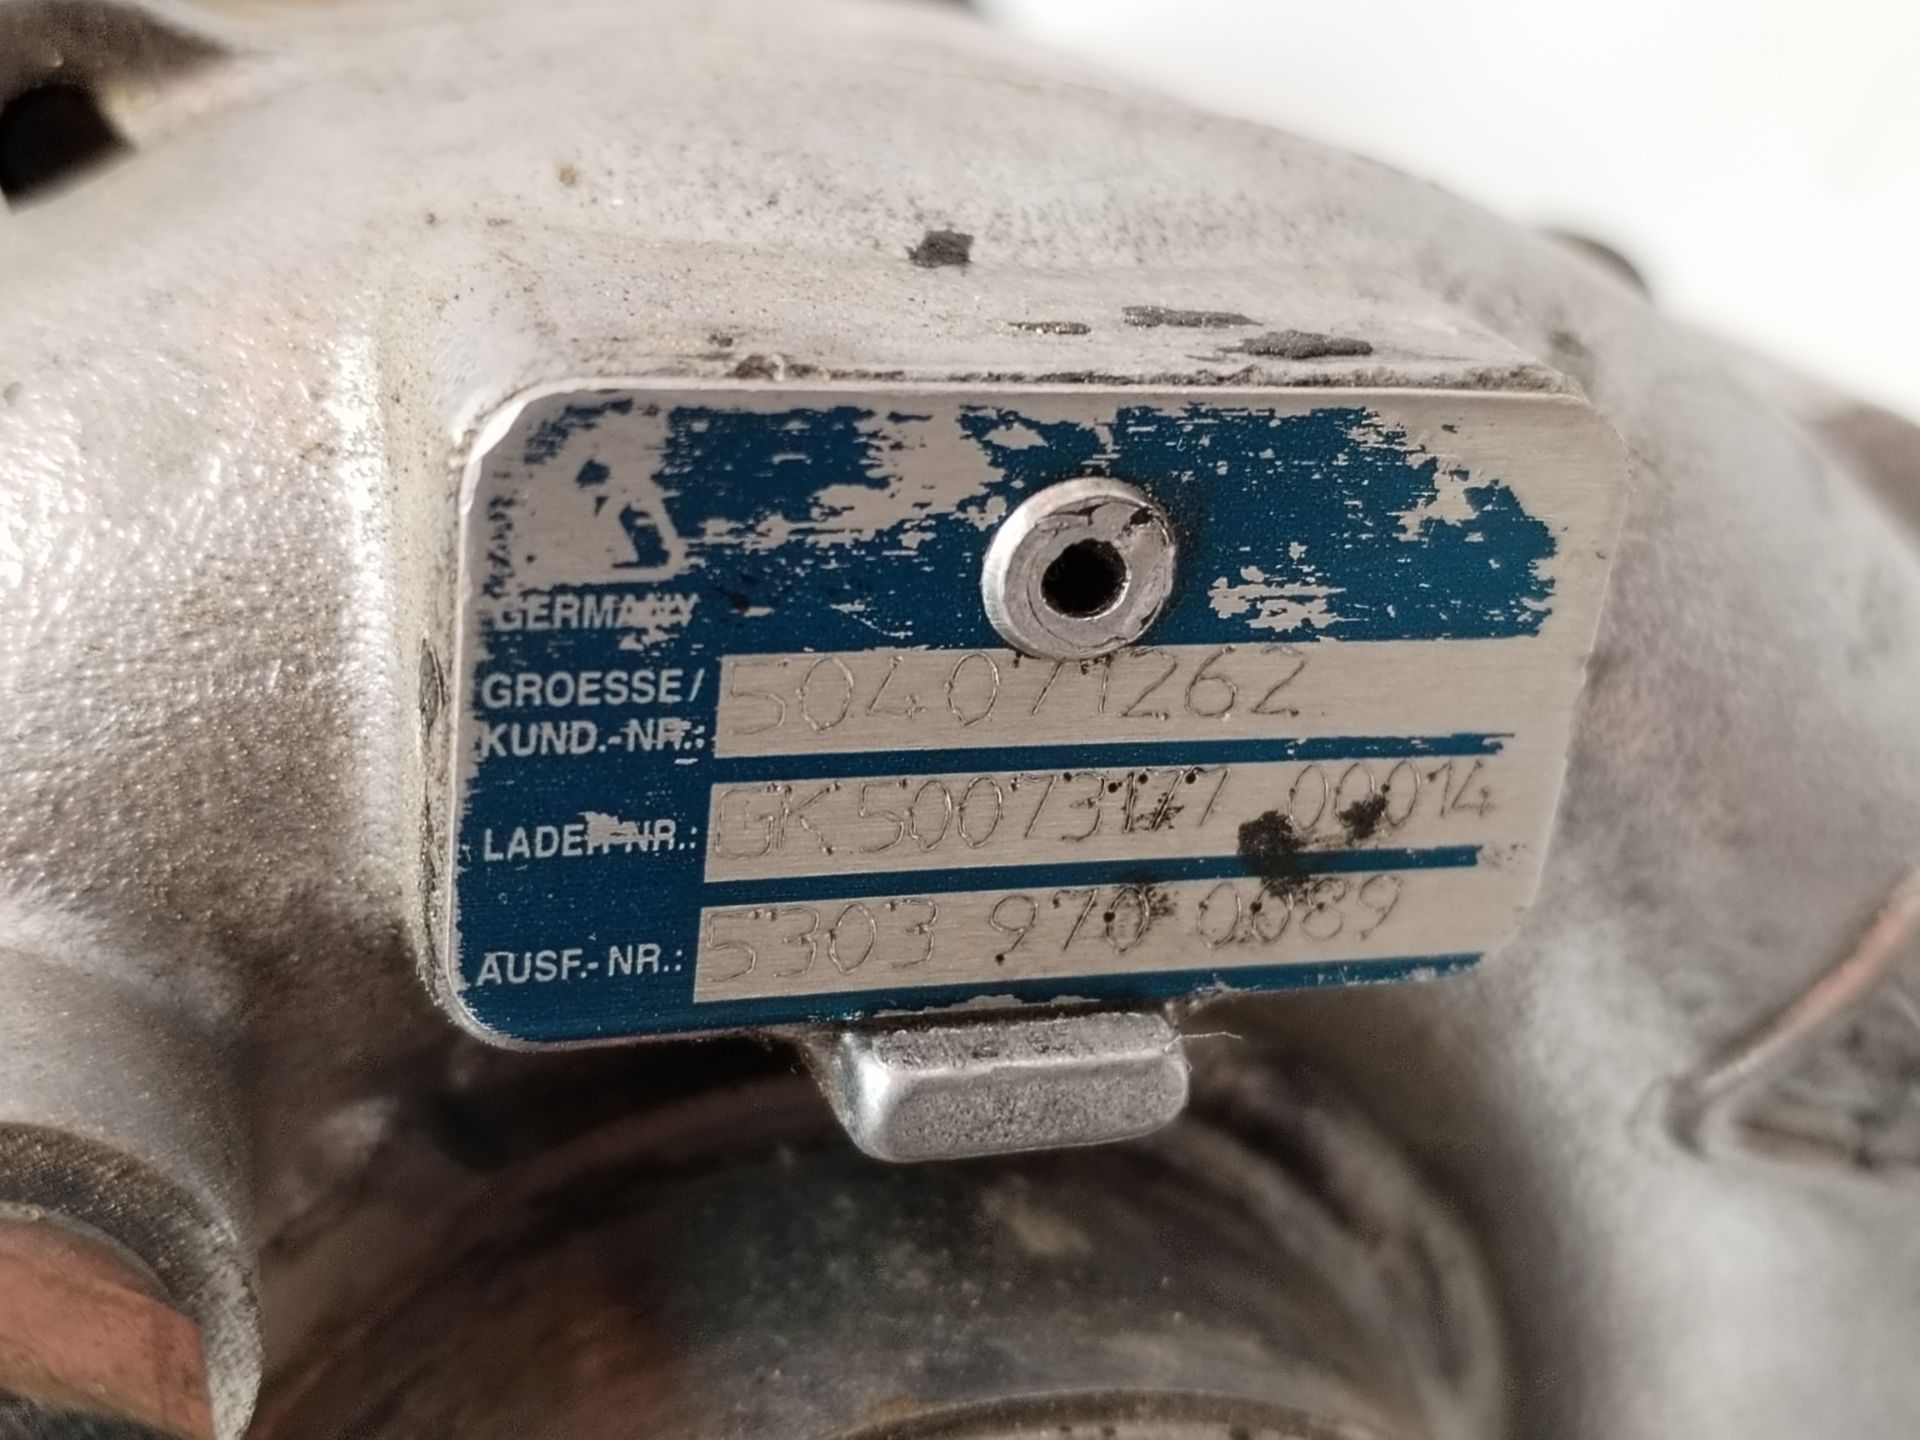 GERMANY
GROESSE/ 504071262
KUND.-NR.:
LADER-NR.: GK50073177 00014
AUSF.-NR.: 5303 970 0089